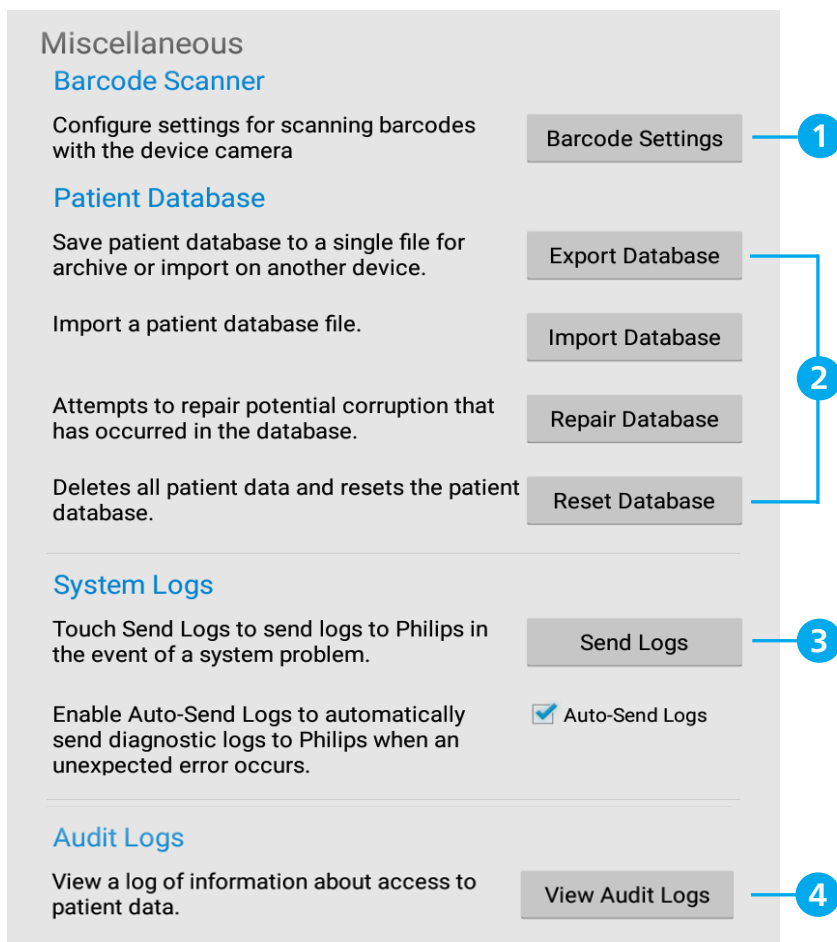 Miscellaneous
Barcode Scanner
Configure settings for scanning barcodes
with the device camera
Barcode Settings
1
Patient Database
Save patient database to a single file for
archive or import on another device.
Export Database
Import a patient database file.
Import Database
2
Attempts to repair potential corruption that
has occurred in the database.
Repair Database
Deletes all patient data and resets the patient
database.
Reset Database
System Logs
Touch Send Logs to send logs to Philips in
the event of a system problem.
Send Logs
3
Enable Auto-Send Logs to automatically
send diagnostic logs to Philips when an
unexpected error occurs.
Auto-Send Logs
Audit Logs
View a log of information about access to
patient data.
View Audit Logs
4